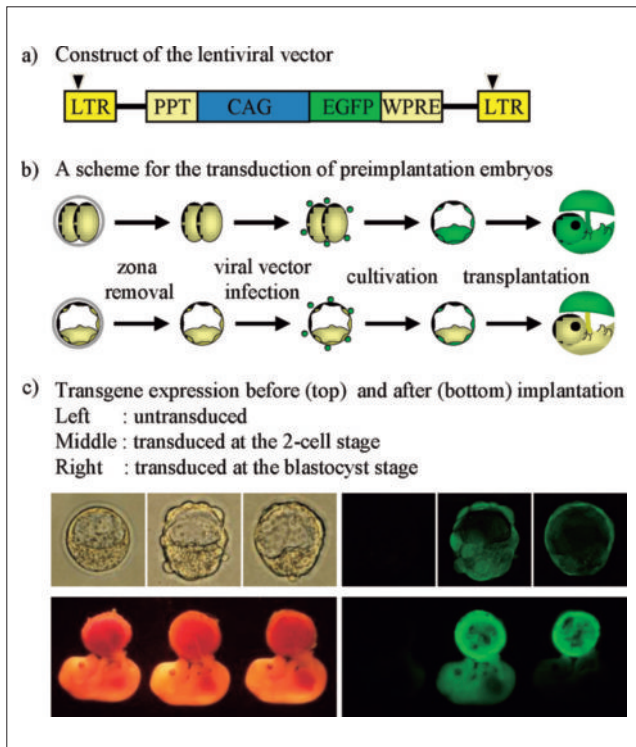 a) Construct of the lentiviral vector
LTR PPT CAG EGFP WPRE LTR
b) A scheme for the transduction of preimplantation embryos
zona removal
viral vector infection
cultivation
transplantation
c) Transgene expression before (top) and after (bottom) implantation
Left : untransduced
Middle : transduced at the 2-cell stage
Right : transduced at the blastocyst stage